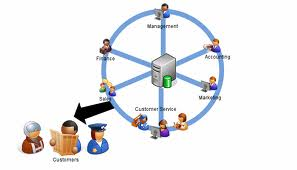 Management
Finance
Accounting
Sales
Marketing
Customer Service
Customers